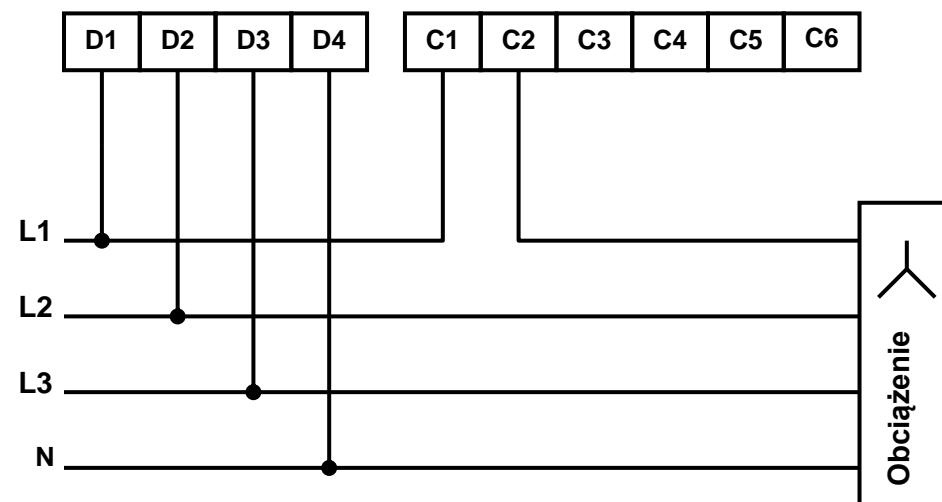 D1 D2 D3 D4 C1 C2 C3 C4 C5 C6
L1
L2
L3
N
Obciążenie